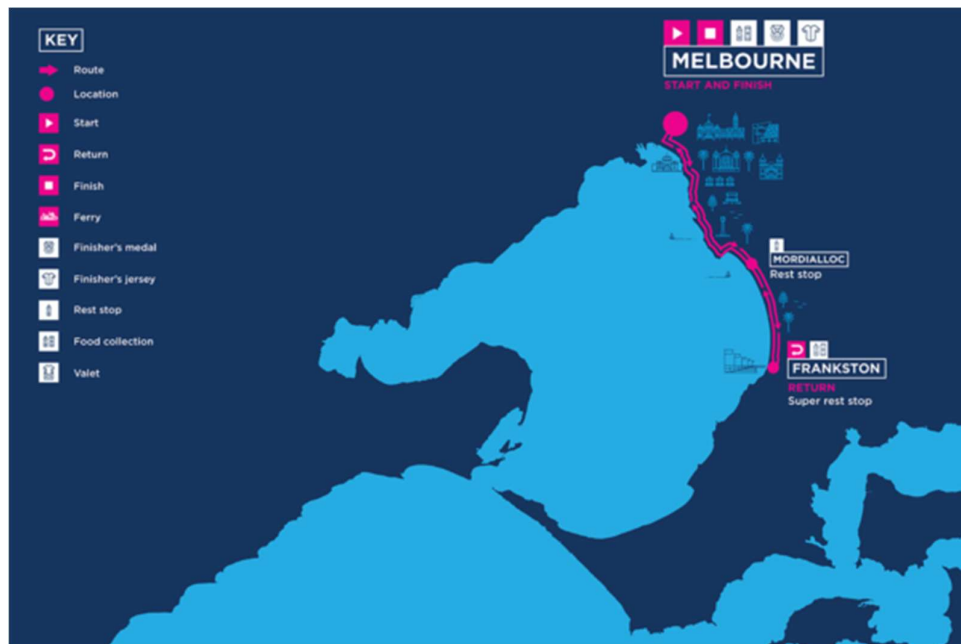 KEY
Route
Location
Start
Return
Finish
Ferry
Finisher's medal
Finisher's jersey
Rest stop
Food collection
Valet
MELBOURNE
START AND FINISH
MORDIALLOC
Rest stop
FRANKSTON
RETURN
Super rest stop